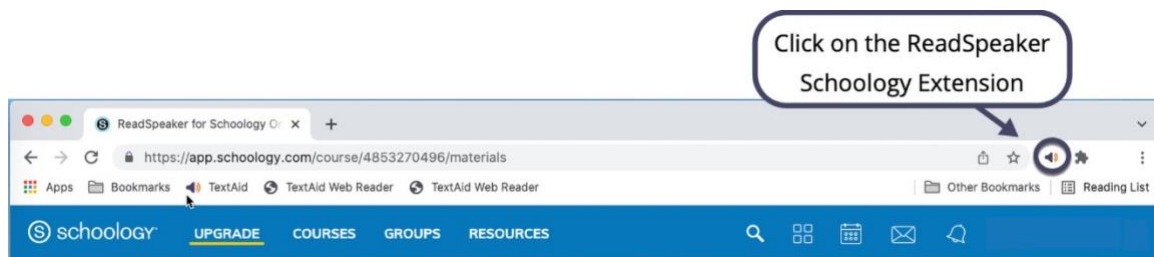 Click on the ReadSpeaker
Schoology Extension
ReadSpeaker for Schoology O
https://app.schoology.com/course/4853270496/materials
Apps Bookmarks TextAid TextAid Web Reader TextAid Web Reader Other Bookmarks Reading List
S schoology UPGRADE COURSES GROUPS RESOURCES